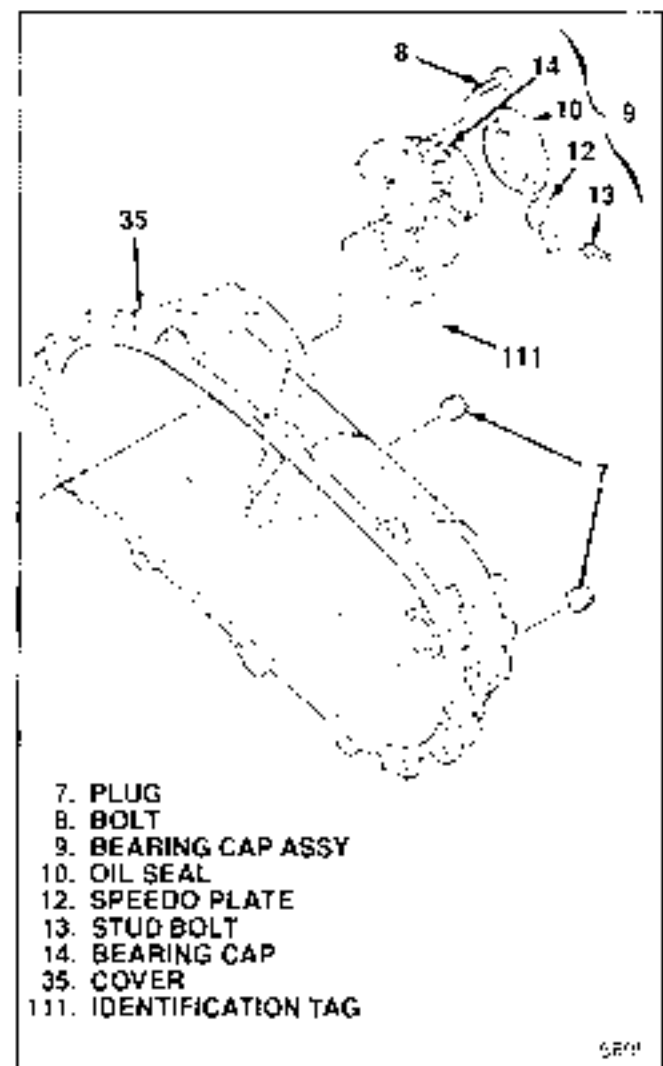 8
14
10
9
12
13
35
111
7
7. PLUG
8. BOLT
9. BEARING CAP ASSY
10. OIL SEAL
12. SPEEDO PLATE
13. STUD BOLT
14. BEARING CAP
35. COVER
111. IDENTIFICATION TAG